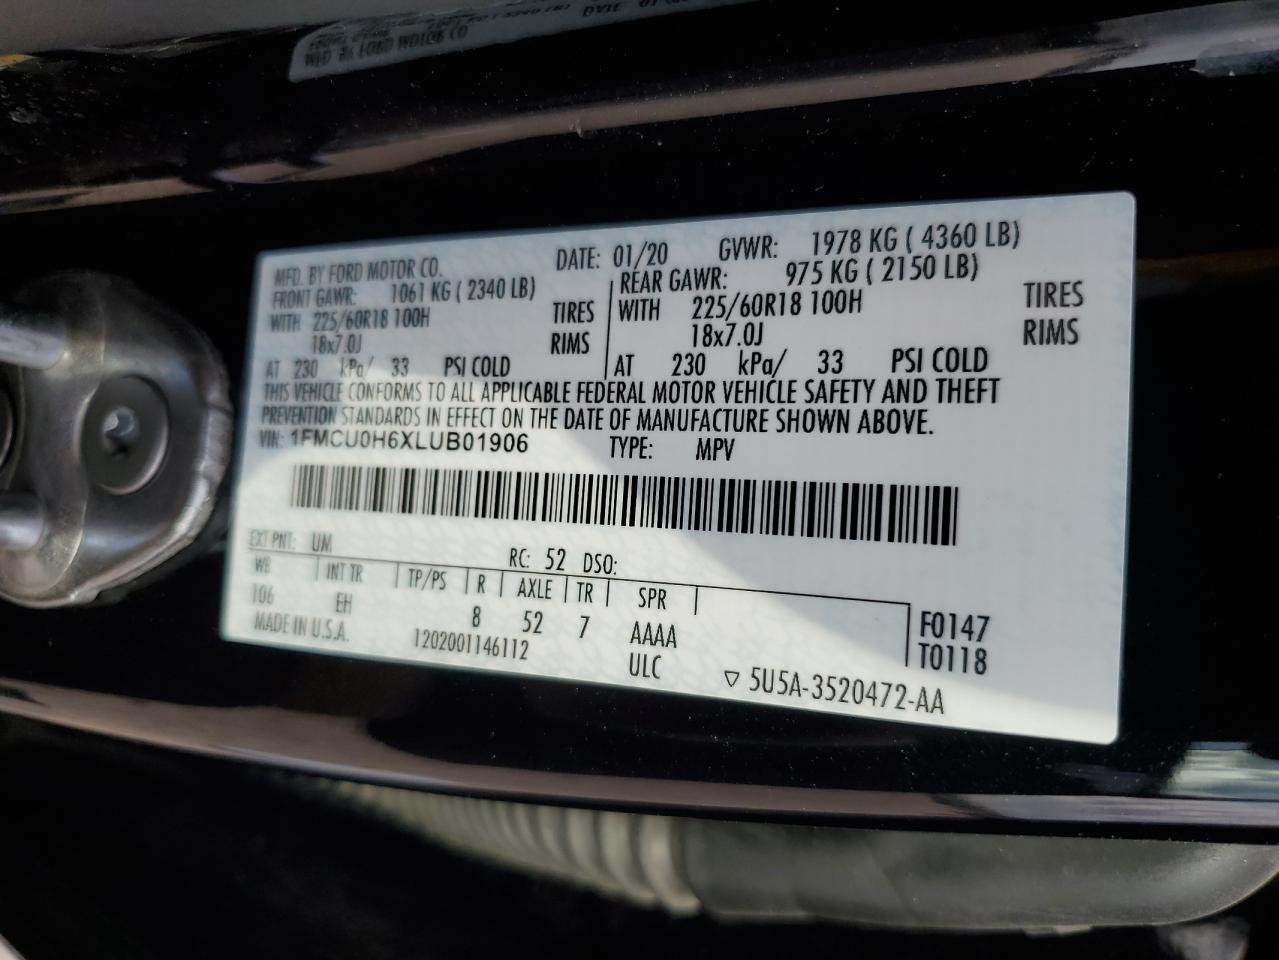 MFD. BY FORD MOTOR CO
MFD. BY FORD MOTOR CO. DATE: 01/20 GVWR: 1978 KG ( 4360 LB)
FRONT GAWR: 1061 KG ( 2340 LB) REAR GAWR: 975 KG ( 2150 LB)
WITH 225/60R18 100H TIRES WITH 225/60R18 100H TIRES
18x7.0J RIMS 18x7.0J RIMS
AT 230 kPa/ 33 PSI COLD AT 230 kPa/ 33 PSI COLD
THIS VEHICLE CONFORMS TO ALL APPLICABLE FEDERAL MOTOR VEHICLE SAFETY AND THEFT
PREVENTION STANDARDS IN EFFECT ON THE DATE OF MANUFACTURE SHOWN ABOVE.
VIN: 1FMCU0H6XLUB01906 TYPE: MPV
EXT PNT: UM RC: 52 DSO:
WB INT TR TP/PS R AXLE TR SPR
106 EH 8 52 7 AAAA F0147
MADE IN U.S.A. 1202001146112 ULC T0118
▽ 5U5A-3520472-AA